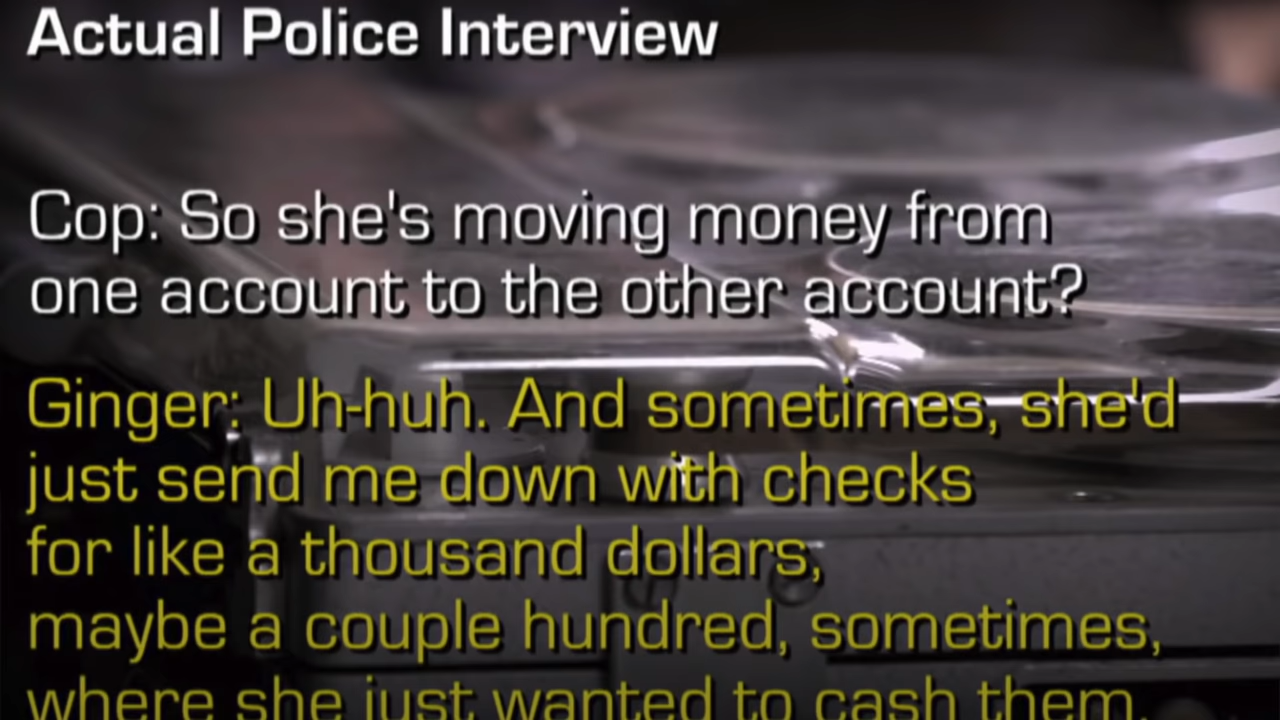 Actual Police Interview
Cop: So she's moving money from
one account to the other account?
Ginger: Uh-huh. And sometimes, she'd
just send me down with checks
for like a thousand dollars,
maybe a couple hundred, sometimes,
where she just wanted to cash them.